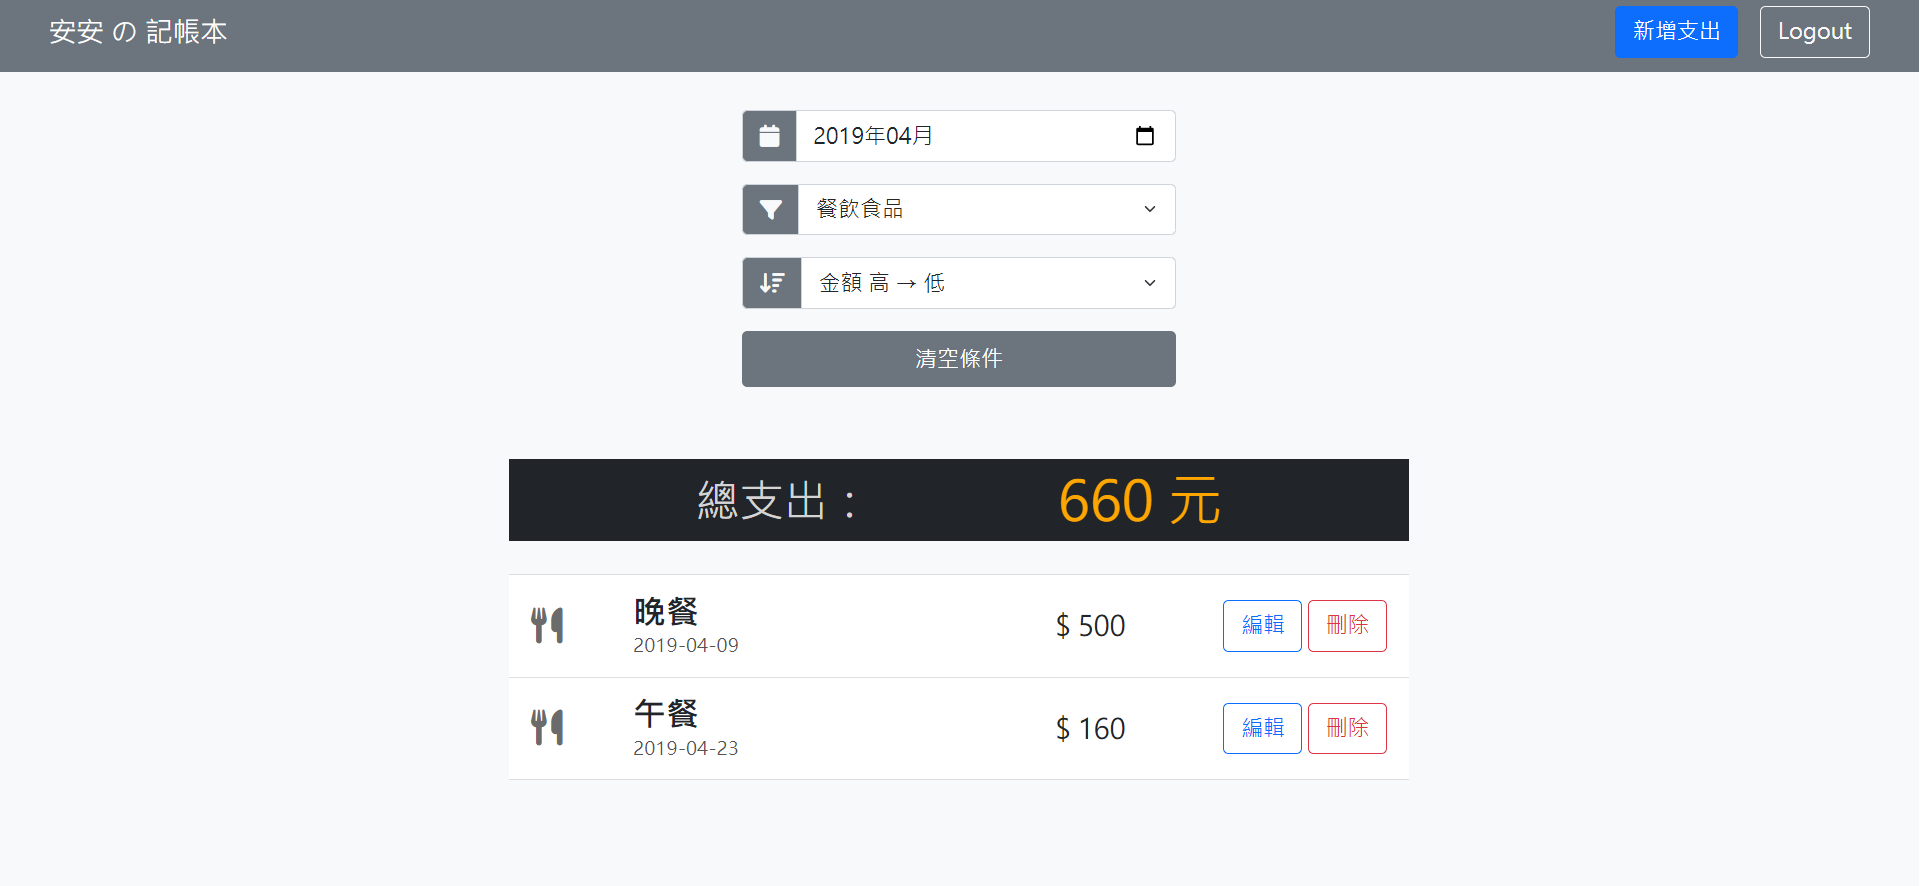 安安 の 記帳本
新增支出
Logout
2019年04月
餐飲食品
金額 高 → 低
清空條件
總支出： 660 元
晚餐
2019-04-09
$ 500
編輯
刪除
午餐
2019-04-23
$ 160
編輯
刪除